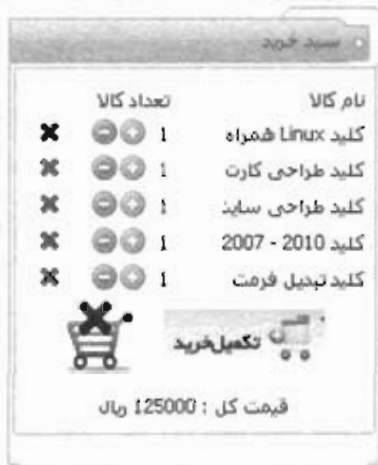 سبد خرید
نام کالا تعداد کالا
کلید Linux همراه 1
کلید طراحی کارت 1
کلید طراحی ساید 1
کلید 2010 - 2007 1
کلید تبدیل فرمت 1
تکمیل‌خرید
قیمت کل : 125000 ریال